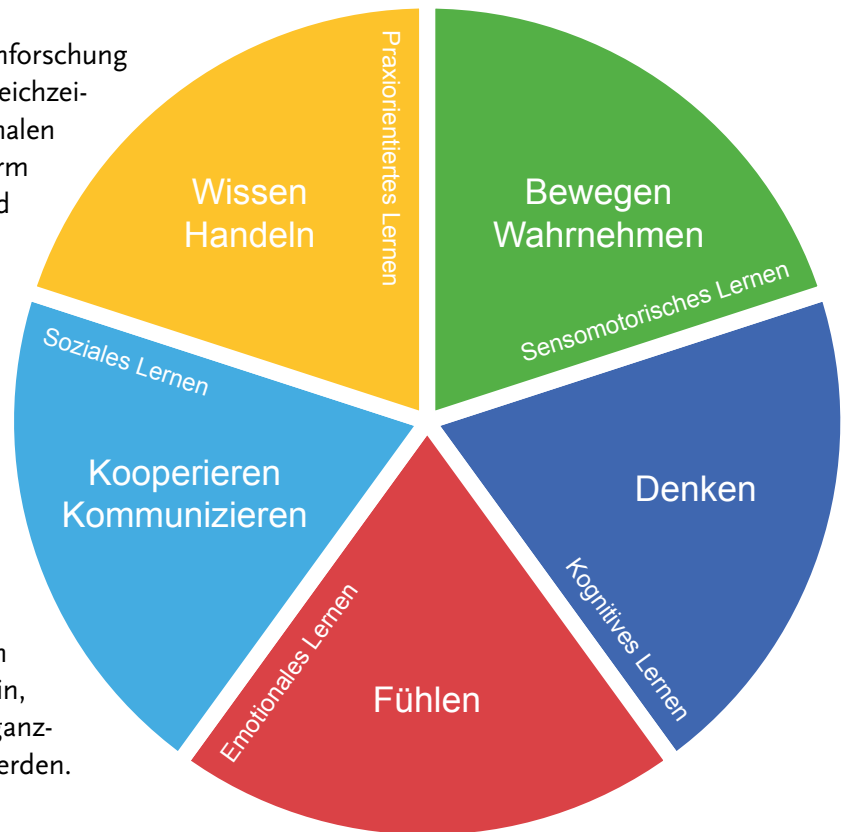 nforschung
eichzei-
nalen
rm
d
n
in,
ganz-
erden.
Wissen
Handeln
Praxiorientiertes Lernen
Bewegen
Wahrnehmen
Sensomotorisches Lernen
Denken
Kognitives Lernen
Fühlen
Emotionales Lernen
Kooperieren
Kommunizieren
Soziales Lernen